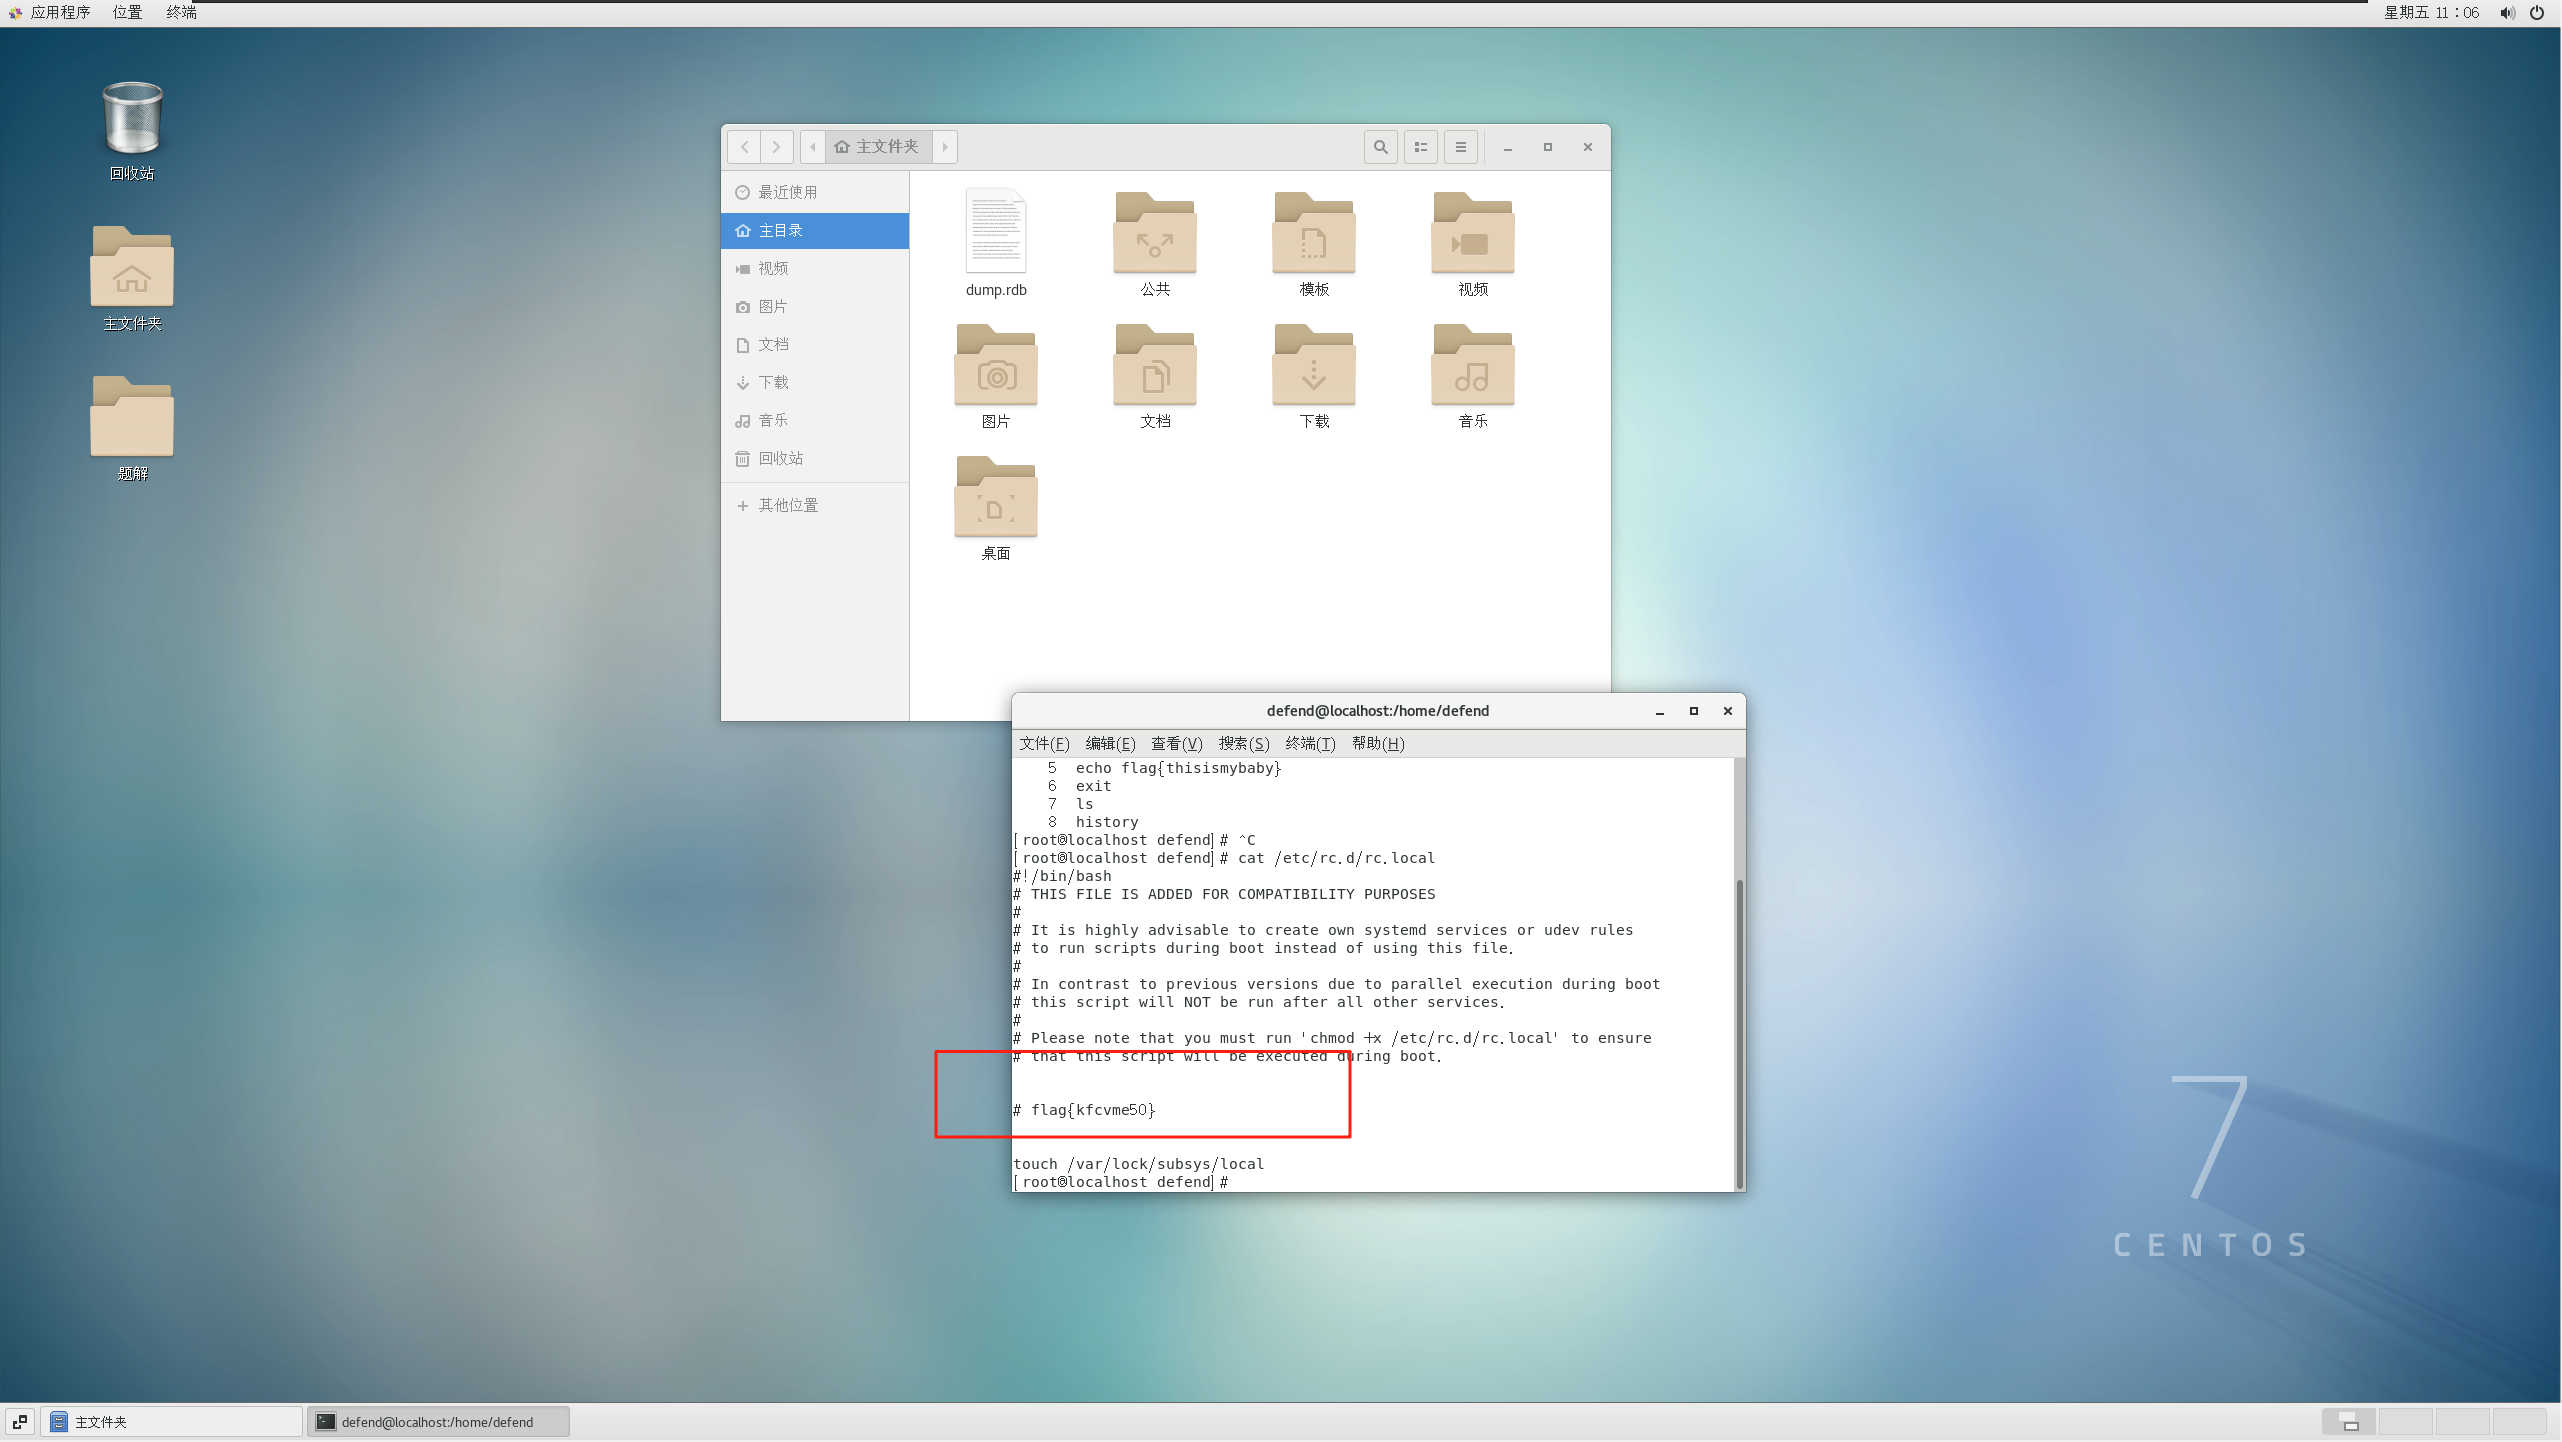 应用程序 位置 终端 星期五 11：06
回收站
主文件夹
题解
主文件夹
最近使用
主目录
视频
图片
文档
下载
音乐
回收站
其他位置
dump.rdb 公共 模板 视频
图片 文档 下载 音乐
桌面
defend@localhost:/home/defend
文件(F) 编辑(E) 查看(V) 搜索(S) 终端(T) 帮助(H)
5 echo flag{thisismybaby}
6 exit
7 ls
8 history
[root@localhost defend]# ^C
[root@localhost defend]# cat /etc/rc.d/rc.local
#!/bin/bash
# THIS FILE IS ADDED FOR COMPATIBILITY PURPOSES
#
# It is highly advisable to create own systemd services or udev rules
# to run scripts during boot instead of using this file.
#
# In contrast to previous versions due to parallel execution during boot
# this script will NOT be run after all other services.
#
# Please note that you must run 'chmod +x /etc/rc.d/rc.local' to ensure
# that this script will be executed during boot.
# flag{kfcvme50}
touch /var/lock/subsys/local
[root@localhost defend]#
7
CENTOS
主文件夹 defend@localhost:/home/defend